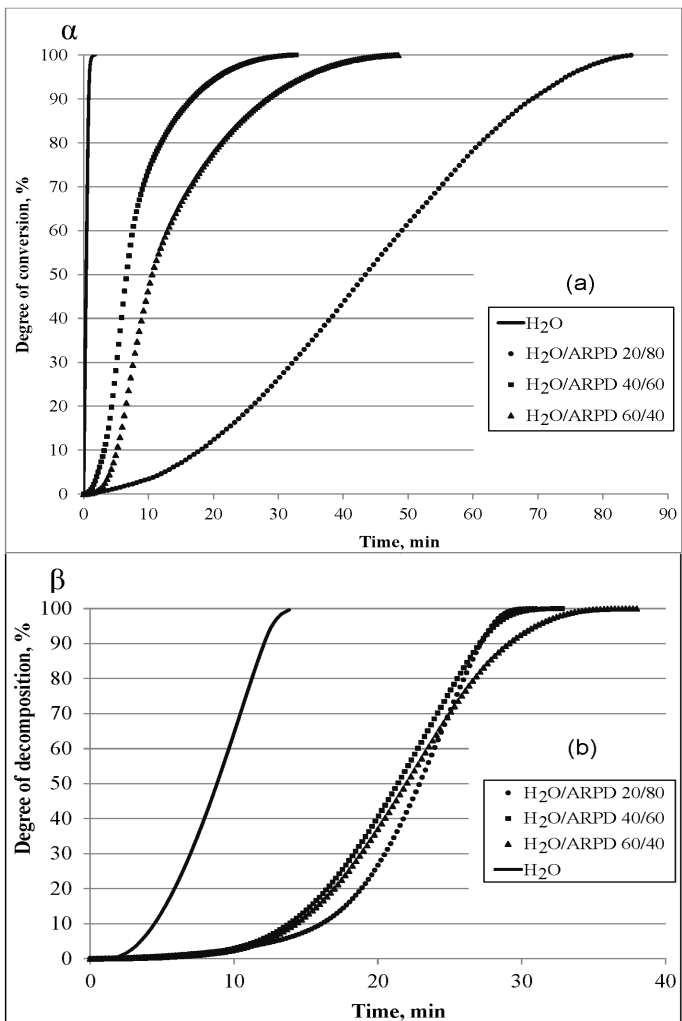 α
100
90
80
70
60
50
40
30
20
10
0
Degree of conversion, %
(a)
H2O
H2O/ARPD 20/80
H2O/ARPD 40/60
H2O/ARPD 60/40
0 10 20 30 40 50 60 70 80 90
Time, min
β
100
90
80
70
60
50
40
30
20
10
0
Degree of decomposition, %
(b)
H2O/ARPD 20/80
H2O/ARPD 40/60
H2O/ARPD 60/40
H2O
0 10 20 30 40
Time, min